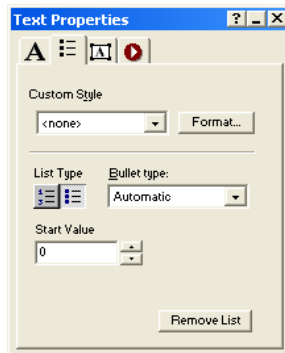 Text Properties
A A
Custom Style
<none> Format...
List Type Bullet type:
Automatic
Start Value
0
Remove List